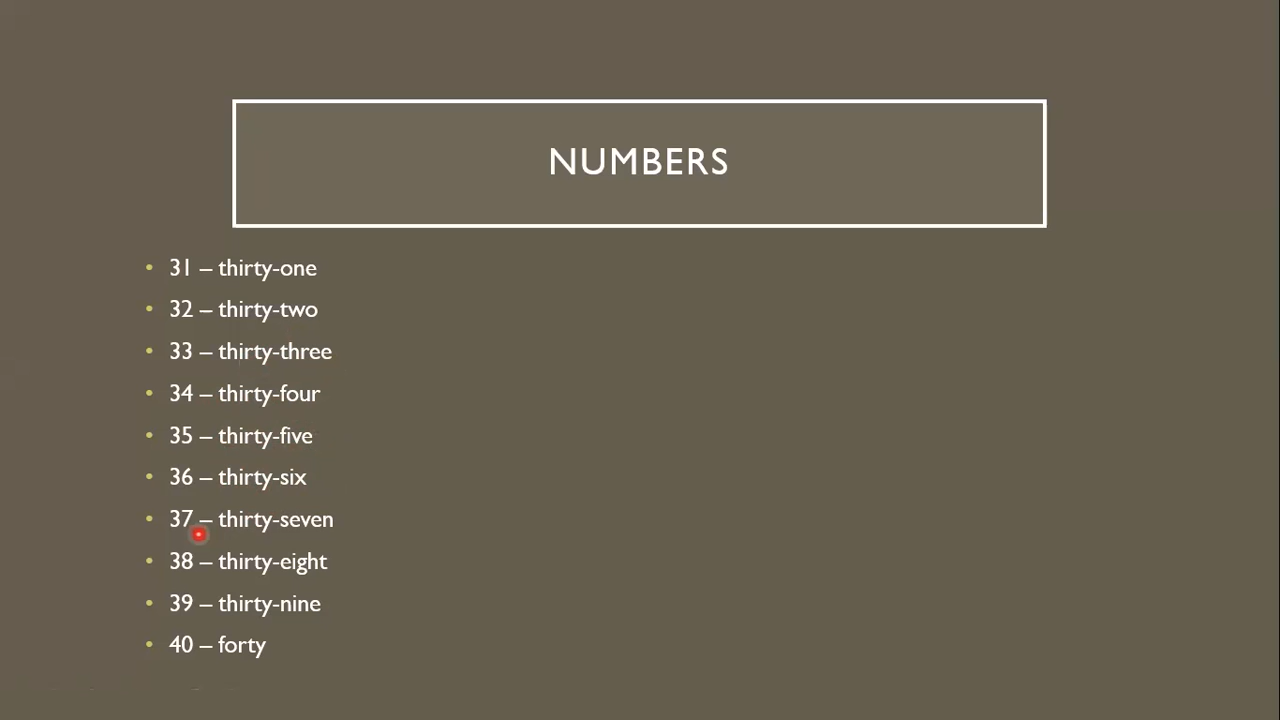 NUMBERS
• 31 – thirty-one
• 32 – thirty-two
• 33 – thirty-three
• 34 – thirty-four
• 35 – thirty-five
• 36 – thirty-six
• 37 – thirty-seven
• 38 – thirty-eight
• 39 – thirty-nine
• 40 – forty